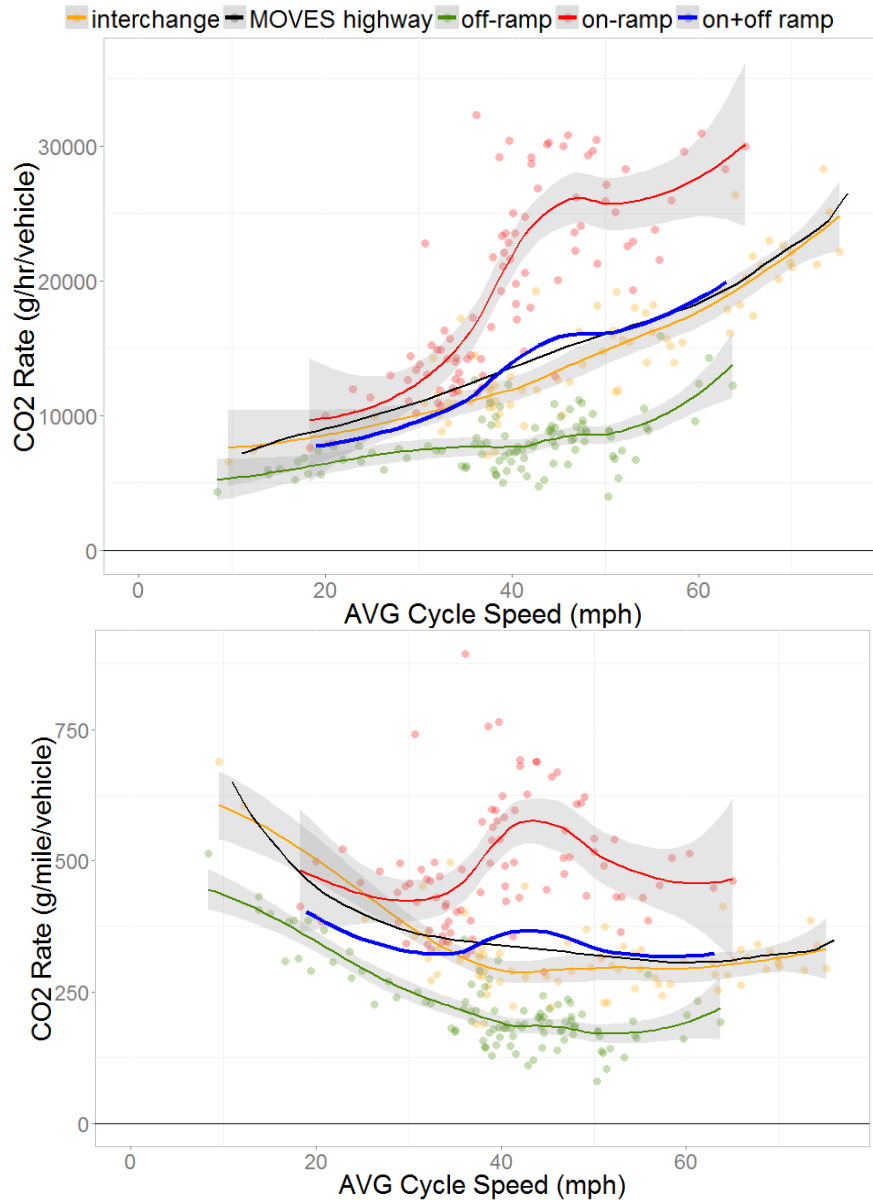 interchange MOVES highway off-ramp on-ramp on+off ramp
CO2 Rate (g/hr/vehicle)
30000
20000
10000
0
0 20 40 60
AVG Cycle Speed (mph)
CO2 Rate (g/mile/vehicle)
750
500
250
0
0 20 40 60
AVG Cycle Speed (mph)